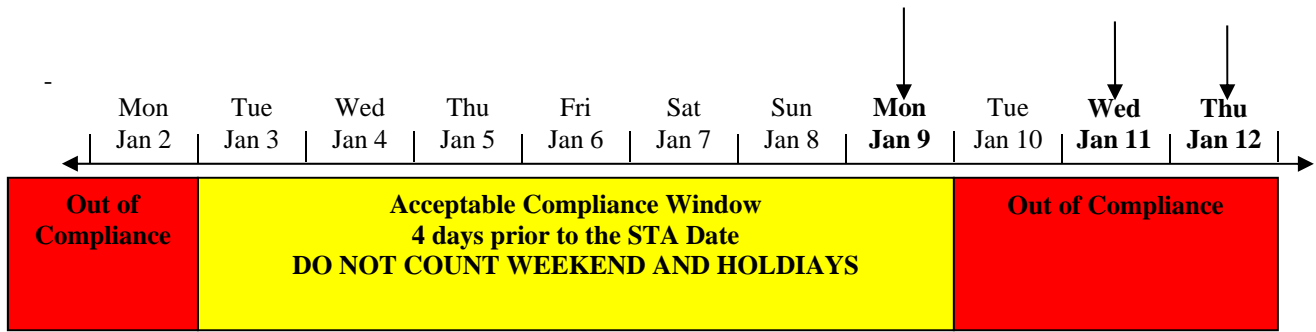 -
Mon Tue Wed Thu Fri Sat Sun Mon Tue Wed Thu
Jan 2 Jan 3 Jan 4 Jan 5 Jan 6 Jan 7 Jan 8 Jan 9 Jan 10 Jan 11 Jan 12
Out of Compliance
Acceptable Compliance Window
4 days prior to the STA Date
DO NOT COUNT WEEKEND AND HOLDIAYS
Out of Compliance